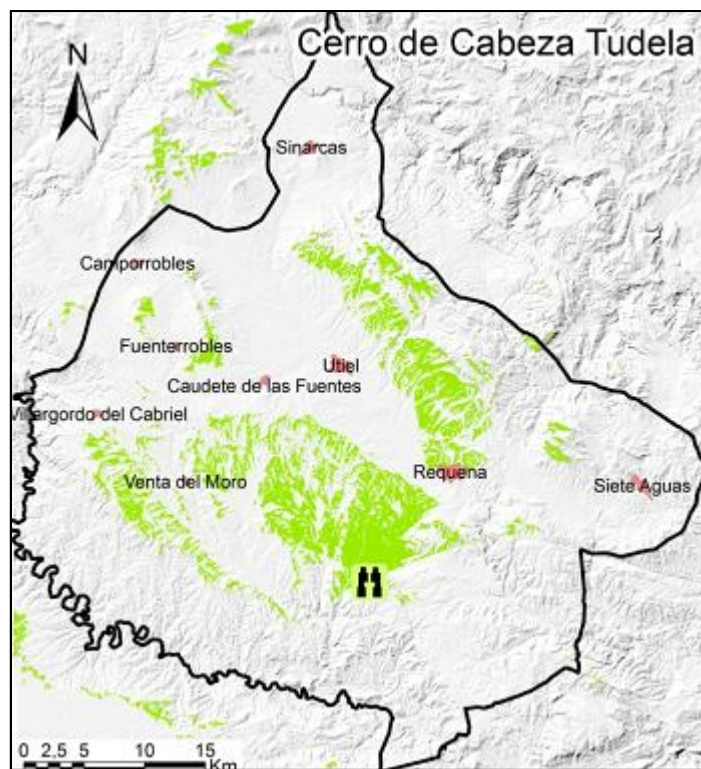 Cerro de Cabeza Tudela
N
Sinarcas
Camporrobles
Fuenterrobles
Utiel
Caudete de las Fuentes
Villargordo del Cabriel
Requena
Venta del Moro
Siete Aguas
0 2,5 5 10 15
Km